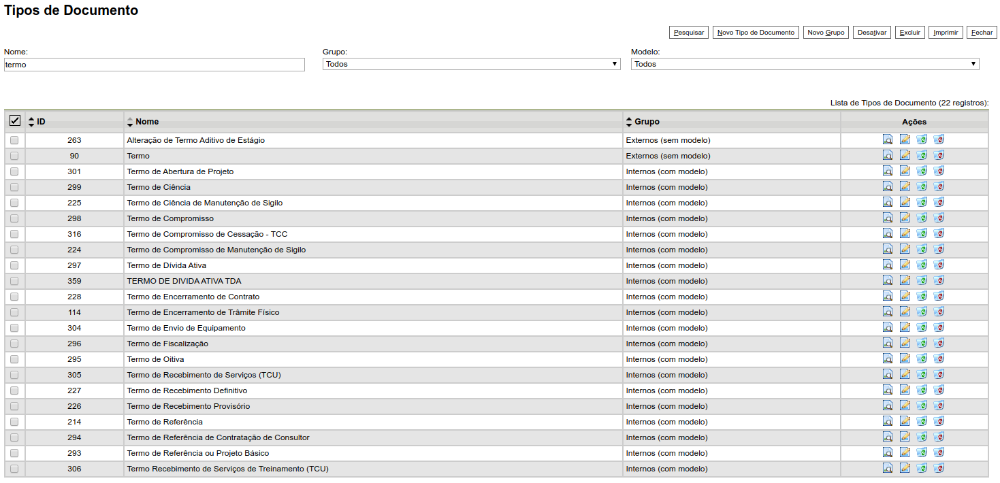 Tipos de Documento
Pesquisar Novo Tipo de Documento Novo Grupo Desativar Excluir Imprimir Fechar
Nome: Grupo: Modelo:
termo Todos Todos
Lista de Tipos de Documento (22 registros):
ID Nome Grupo Ações
263 Alteração de Termo Aditivo de Estágio Externos (sem modelo)
90 Termo Externos (sem modelo)
301 Termo de Abertura de Projeto Internos (com modelo)
299 Termo de Ciência Internos (com modelo)
225 Termo de Ciência de Manutenção de Sigilo Internos (com modelo)
298 Termo de Compromisso Internos (com modelo)
316 Termo de Compromisso de Cessação - TCC Internos (com modelo)
224 Termo de Compromisso de Manutenção de Sigilo Internos (com modelo)
297 Termo de Dívida Ativa Internos (com modelo)
359 TERMO DE DIVIDA ATIVA TDA Internos (com modelo)
228 Termo de Encerramento de Contrato Internos (com modelo)
114 Termo de Encerramento de Trâmite Físico Internos (com modelo)
304 Termo de Envio de Equipamento Internos (com modelo)
296 Termo de Fiscalização Internos (com modelo)
295 Termo de Oitiva Internos (com modelo)
305 Termo de Recebimento de Serviços (TCU) Internos (com modelo)
227 Termo de Recebimento Definitivo Internos (com modelo)
226 Termo de Recebimento Provisório Internos (com modelo)
214 Termo de Referência Internos (com modelo)
294 Termo de Referência de Contratação de Consultor Internos (com modelo)
293 Termo de Referência ou Projeto Básico Internos (com modelo)
306 Termo Recebimento de Serviços de Treinamento (TCU) Internos (com modelo)